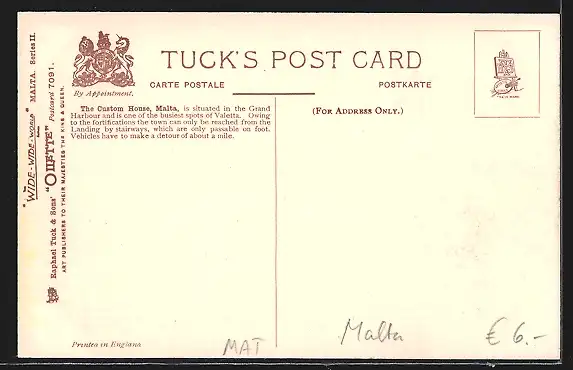 TUCK'S POST CARD
By Appointment.
CARTE POSTALE
POSTKARTE
The Custom House, Malta, is situated in the Grand
Harbour and is one of the busiest spots of Valetta. Owing
to the fortifications the town can only be reached from the
Landing by stairways, which are only passable on foot.
Vehicles have to make a detour of about a mile.
(FOR ADDRESS ONLY.)
"WIDE-WIDE-WORLD" MALTA. Series II.
Raphael Tuck & Sons' "OILETTE" Postcard 7091.
ART PUBLISHERS TO THEIR MAJESTIES THE KING & QUEEN.
Printed in England
MAT
Malta
€ 6.-